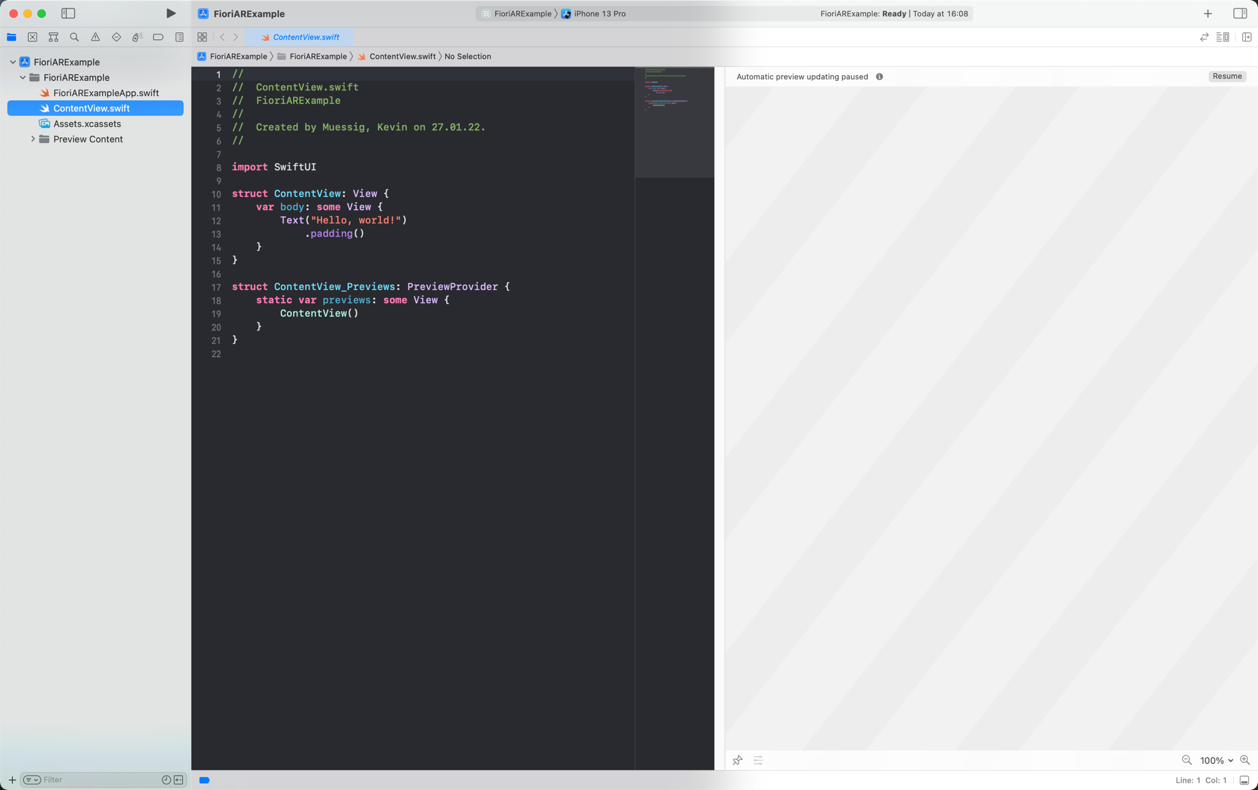 FioriARExample
FioriARExample
iPhone 13 Pro
FioriARExample: Ready | Today at 16:08
ContentView.swift
FioriARExample
FioriARExample
ContentView.swift
No Selection
FioriARExample
FioriARExample
FioriARExampleApp.swift
ContentView.swift
Assets.xcassets
Preview Content
1 //
2 //  ContentView.swift
3 //  FioriARExample
4 //
5 //  Created by Muessig, Kevin on 27.01.22.
6 //
7
8 import SwiftUI
9
10 struct ContentView: View {
11     var body: some View {
12         Text("Hello, world!")
13             .padding()
14     }
15 }
16
17 struct ContentView_Previews: PreviewProvider {
18     static var previews: some View {
19         ContentView()
20     }
21 }
22
Automatic preview updating paused
Resume
100%
Filter
Line: 1 Col: 1